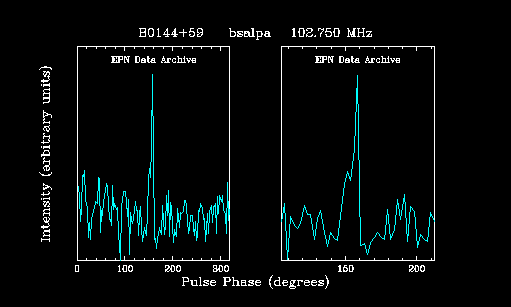 B0144+59 bsalpa 102.750 MHz
EPN Data Archive EPN Data Archive
Intensity (arbitrary units)
0 100 200 300 160 200
Pulse Phase (degrees)